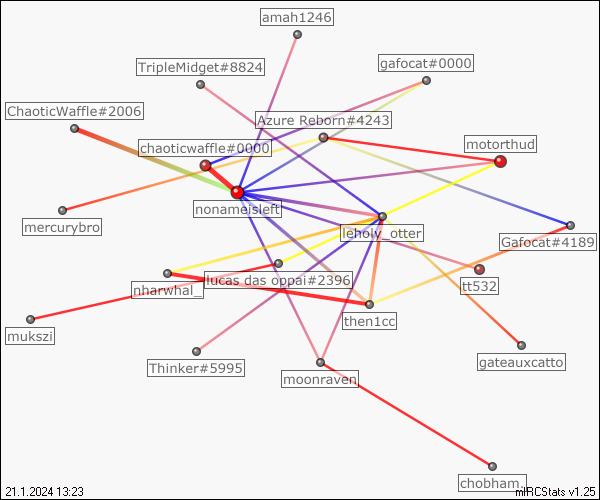 amah1246
TripleMidget#8824
gafocat#0000
ChaoticWaffle#2006
Azure Reborn#4243
chaoticwaffle#0000
motorthud
nonameisleft
mercurybro
leholy_otter
Gafocat#4189
nharwhal_
lucas das oppai#2396
tt532
then1cc
mukszi
Thinker#5995
gateauxcatto
moonraven
chobham.
21.1.2024 13:23
mIRCStats v1.25